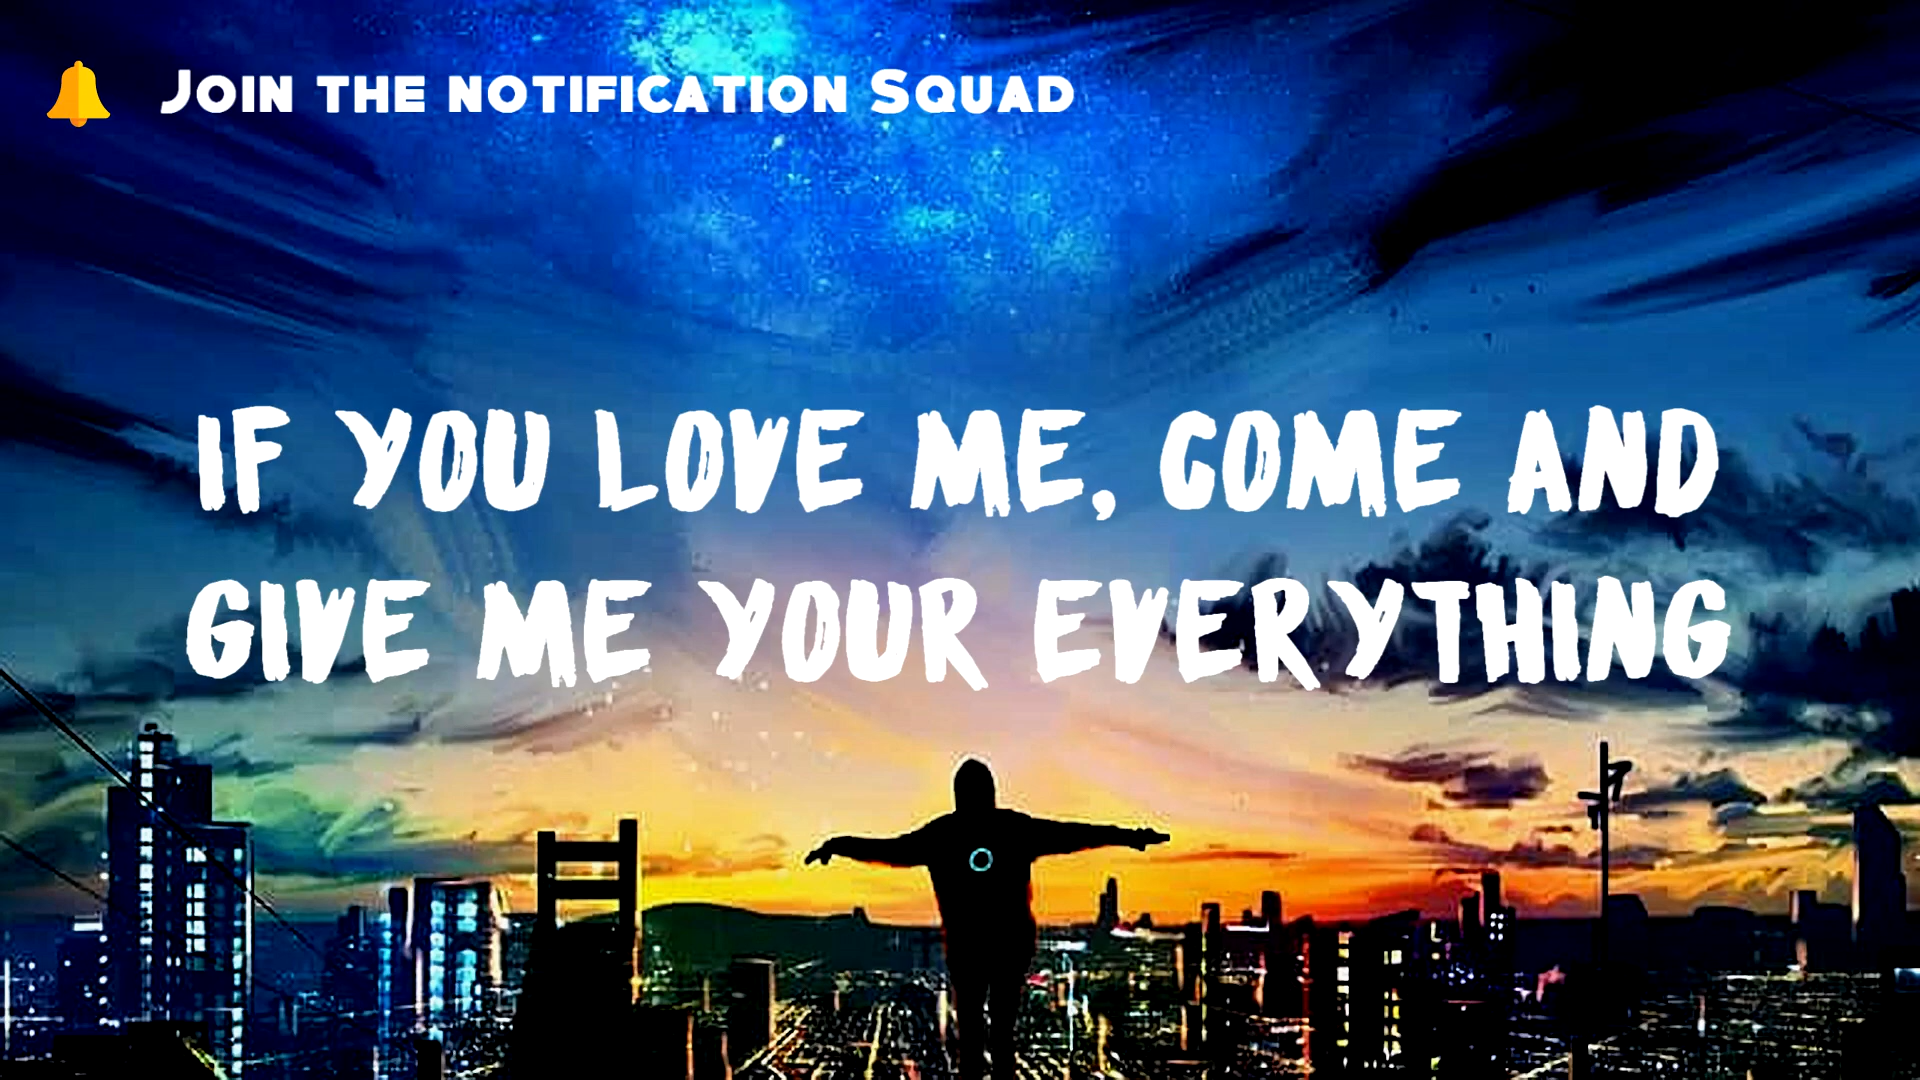 Join the notification Squad
IF YOU LOVE ME, COME AND
GIVE ME YOUR EVERYTHING